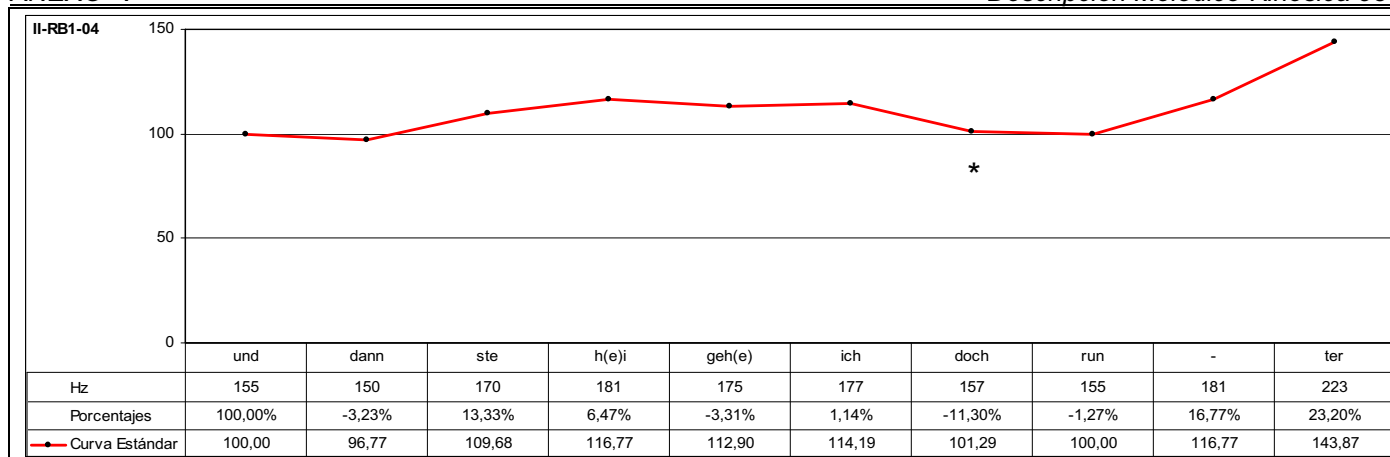 II-RB1-04
150
100
*
50
0
und dann ste h(e)i geh(e) ich doch run - ter
Hz 155 150 170 181 175 177 157 155 181 223
Porcentajes 100,00% -3,23% 13,33% 6,47% -3,31% 1,14% -11,30% -1,27% 16,77% 23,20%
Curva Estándar 100,00 96,77 109,68 116,77 112,90 114,19 101,29 100,00 116,77 143,87